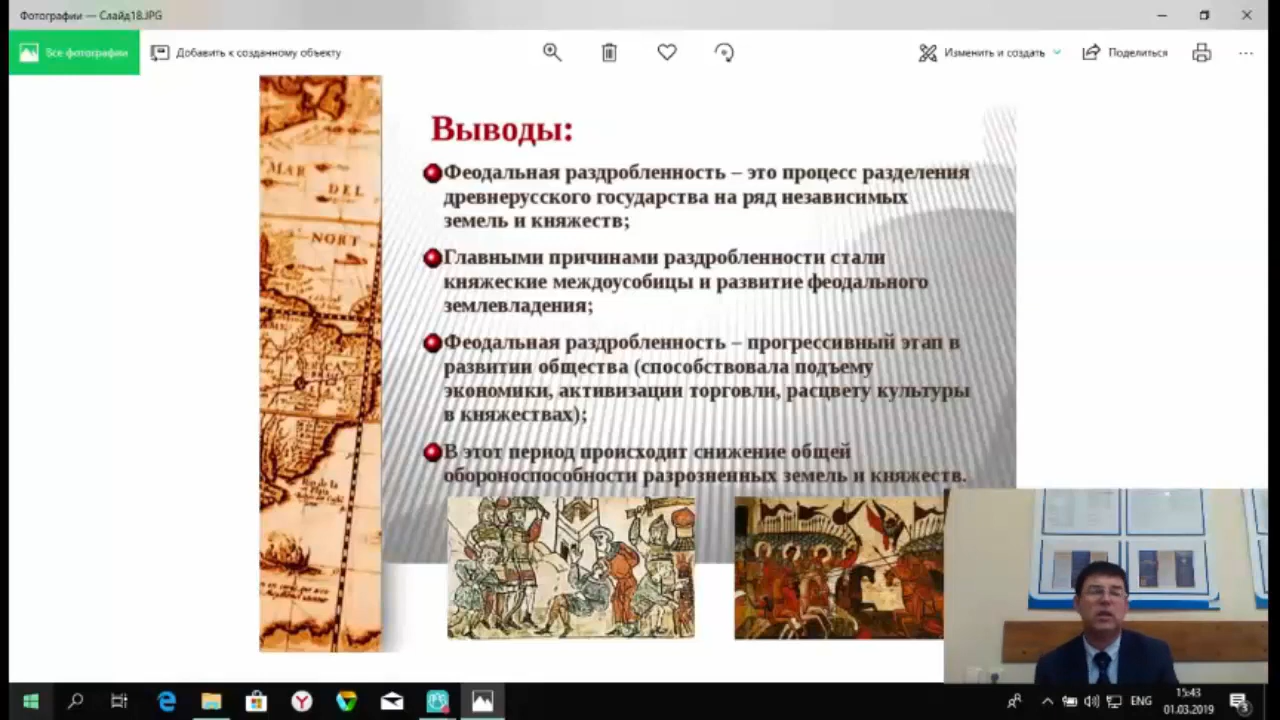 Фотографии — Слайд18.JPG
Все фотографии
Добавить к созданному объекту
Изменить и создать
Поделиться
MAR
DEL
NORT
Выводы:
Феодальная раздробленность – это процесс разделения
древнерусского государства на ряд независимых
земель и княжеств;
Главными причинами раздробленности стали
княжеские междоусобицы и развитие феодального
землевладения;
Феодальная раздробленность – прогрессивный этап в
развитии общества (способствовала подъему
экономики, активизации торговли, расцвету культуры
в княжествах);
В этот период происходит снижение общей
обороноспособности разрозненных земель и княжеств.
ENG
15:43
01.03.2019
3